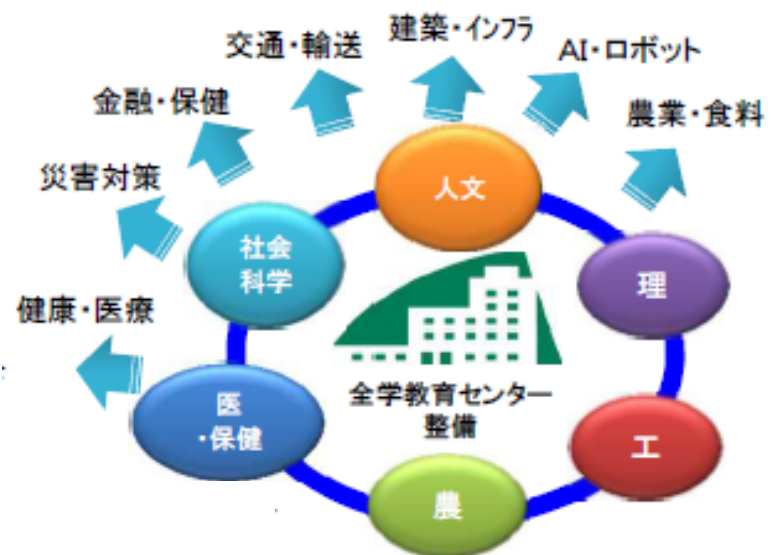 建築・インフラ
交通・輸送
AI・ロボット
金融・保健
農業・食料
災害対策
人文
社会
科学
理
健康・医療
全学教育センター
整備
医
・保健
工
農